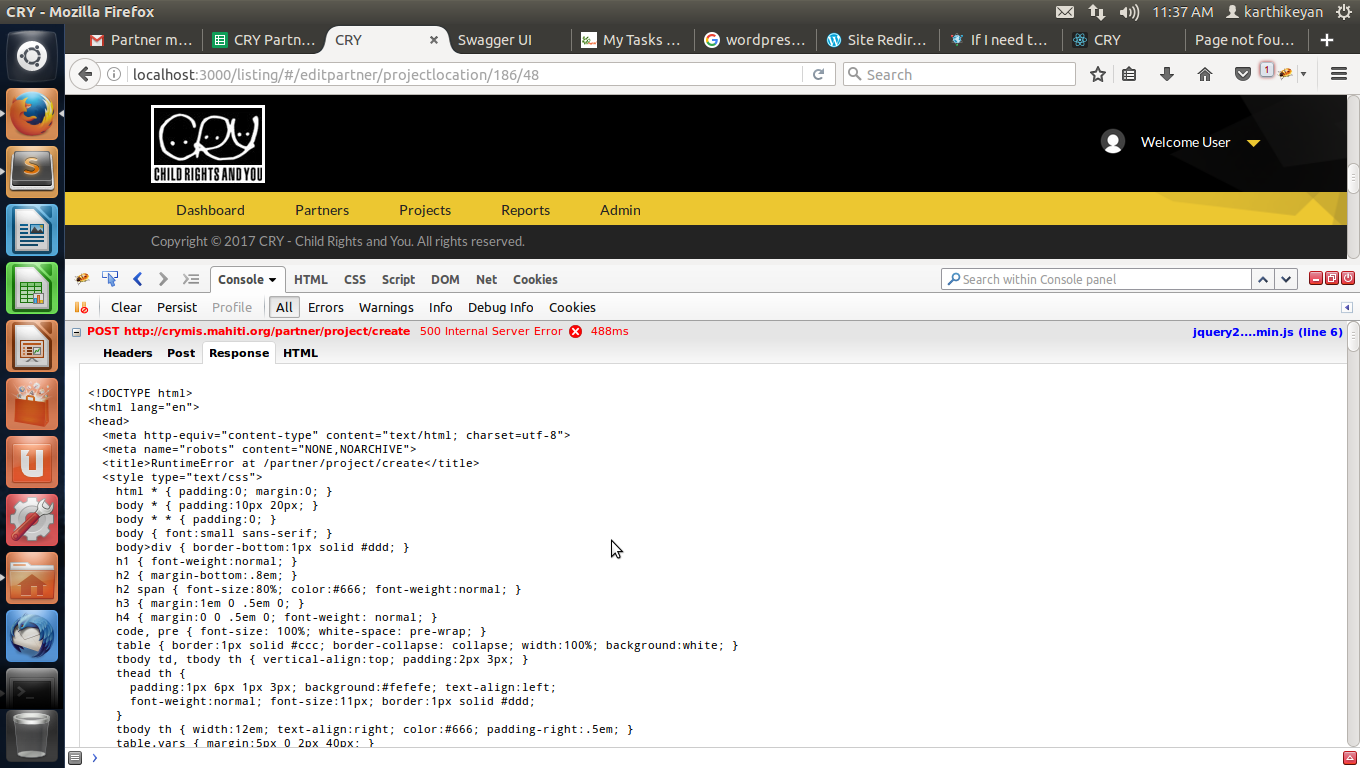 CRY - Mozilla Firefox
11:37 AM karthikeyan
Partner m... CRY Partn... CRY Swagger UI My Tasks ... wordpres... Site Redir... If I need t... CRY Page not fou...
localhost:3000/listing/#/editpartner/projectlocation/186/48 Search 1
CRY
CHILD RIGHTS AND YOU
Welcome User
Dashboard Partners Projects Reports Admin
Copyright © 2017 CRY - Child Rights and You. All rights reserved.
Console HTML CSS Script DOM Net Cookies Search within Console panel
Clear Persist Profile All Errors Warnings Info Debug Info Cookies
POST http://crymis.mahiti.org/partner/project/create 500 Internal Server Error 488ms jquery2....min.js (line 6)
Headers Post Response HTML
<!DOCTYPE html>
<html lang="en">
<head>
<meta http-equiv="content-type" content="text/html; charset=utf-8">
<meta name="robots" content="NONE,NOARCHIVE">
<title>RuntimeError at /partner/project/create</title>
<style type="text/css">
html * { padding:0; margin:0; }
body * { padding:10px 20px; }
body * * { padding:0; }
body { font:small sans-serif; }
body>div { border-bottom:1px solid #ddd; }
h1 { font-weight:normal; }
h2 { margin-bottom:.8em; }
h2 span { font-size:80%; color:#666; font-weight:normal; }
h3 { margin:1em 0 .5em 0; }
h4 { margin:0 0 .5em 0; font-weight: normal; }
code, pre { font-size: 100%; white-space: pre-wrap; }
table { border:1px solid #ccc; border-collapse: collapse; width:100%; background:white; }
tbody td, tbody th { vertical-align:top; padding:2px 3px; }
thead th {
padding:1px 6px 1px 3px; background:#fefefe; text-align:left;
font-weight:normal; font-size:11px; border:1px solid #ddd;
}
tbody th { width:12em; text-align:right; color:#666; padding-right:.5em; }
table.vars { margin:5px 0 2px 40px; }